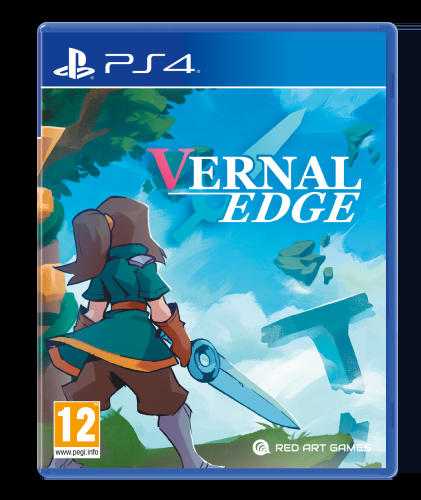 PS4
VERNAL
EDGE
12
www.pegi.info
RED ART GAMES